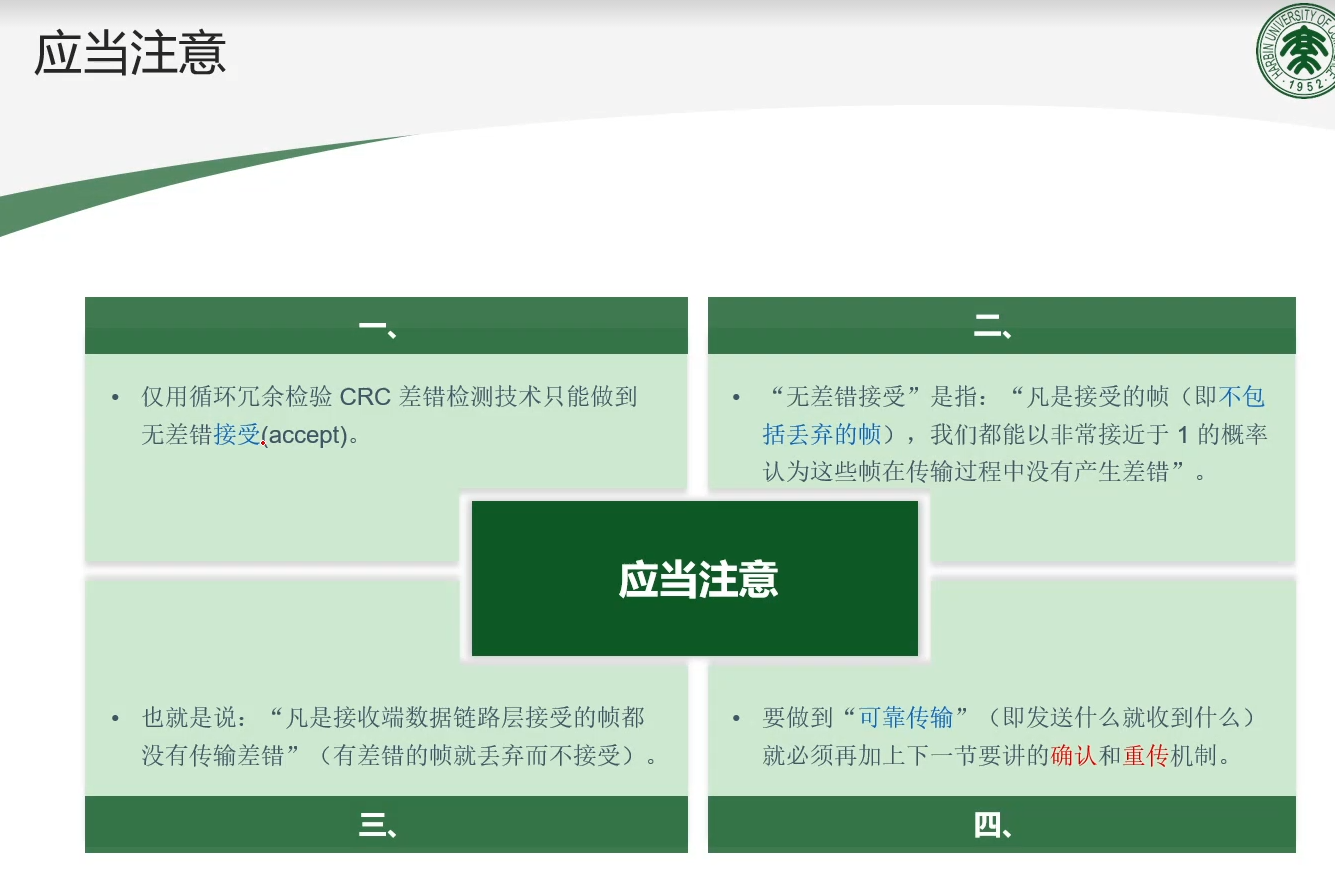 应当注意
HARBIN UNIVERSITY OF
·1952·
一、
• 仅用循环冗余检验 CRC 差错检测技术只能做到
无差错接受(accept)。
二、
• “无差错接受”是指：“凡是接受的帧（即不包
括丢弃的帧），我们都能以非常接近于 1 的概率
认为这些帧在传输过程中没有产生差错”。
应当注意
• 也就是说：“凡是接收端数据链路层接受的帧都
没有传输差错”（有差错的帧就丢弃而不接受）。
三、
• 要做到“可靠传输”（即发送什么就收到什么）
就必须再加上下一节要讲的确认和重传机制。
四、